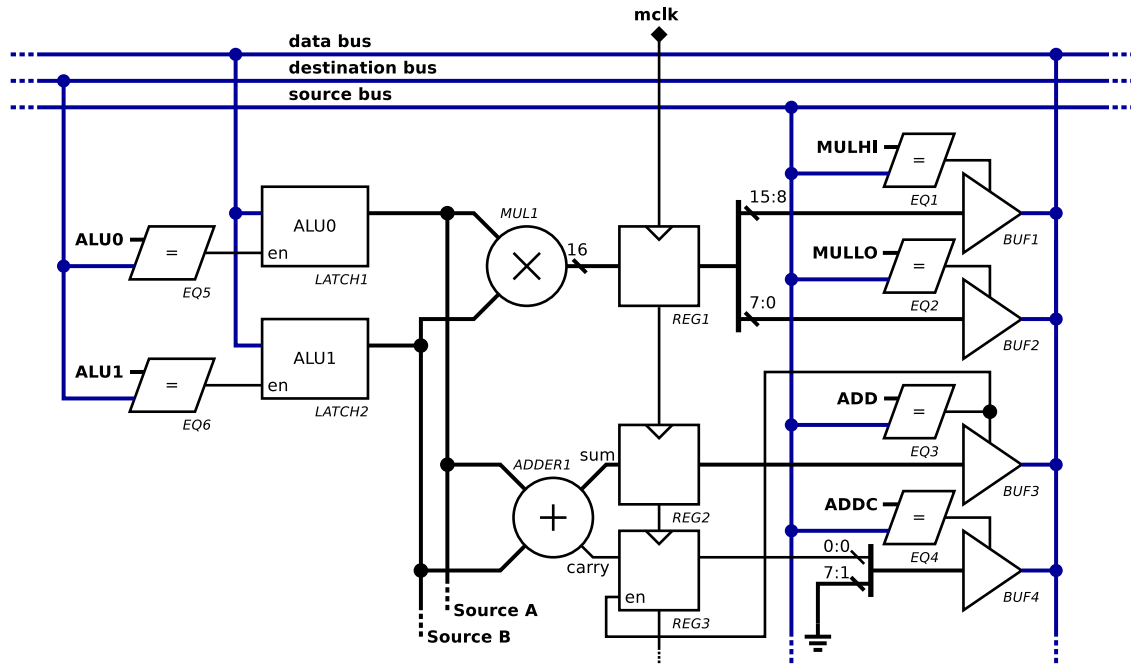 mclk
data bus
destination bus
source bus
MULHI
=
EQ1
15:8
BUF1
ALU0
en
LATCH1
MUL1
×
16
REG1
ALU0
=
EQ5
MULLO
=
EQ2
7:0
BUF2
ALU1
en
LATCH2
ALU1
=
EQ6
ADD
=
EQ3
BUF3
ADDER1
+
sum
carry
REG2
ADDC
=
EQ4
0:0
7:1
BUF4
en
REG3
Source A
Source B